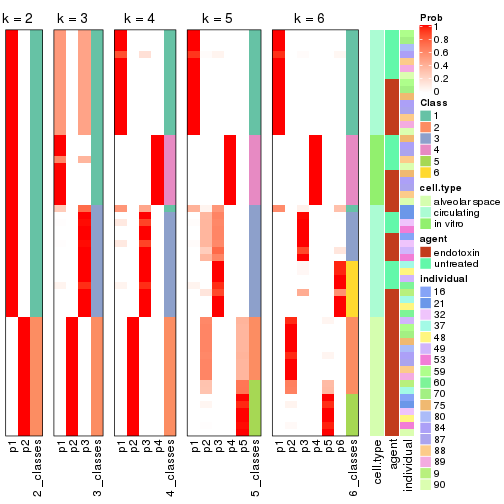 k = 2
k = 3
k = 4
k = 5
k = 6
p1
p2
2_classes
p1
p2
p3
3_classes
p1
p2
p3
p4
4_classes
p1
p2
p3
p4
p5
5_classes
p1
p2
p3
p4
p5
p6
6_classes
cell.type
agent
individual
Prob
1
0.8
0.6
0.4
0.2
0
Class
1
2
3
4
5
6
cell.type
alveolar space
circulating
in vitro
agent
endotoxin
untreated
individual
16
21
32
37
48
49
53
59
60
70
75
80
84
87
88
89
9
90